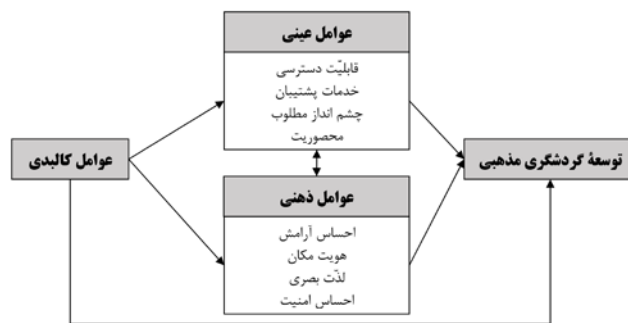 عوامل عینی
قابلیّت دسترسی
خدمات پشتیبان
چشم انداز مطلوب
محصوریت
عوامل کالبدی
توسعۀ گردشگری مذهبی
عوامل ذهنی
احساس آرامش
هویت مکان
لذّت بصری
احساس امنیت